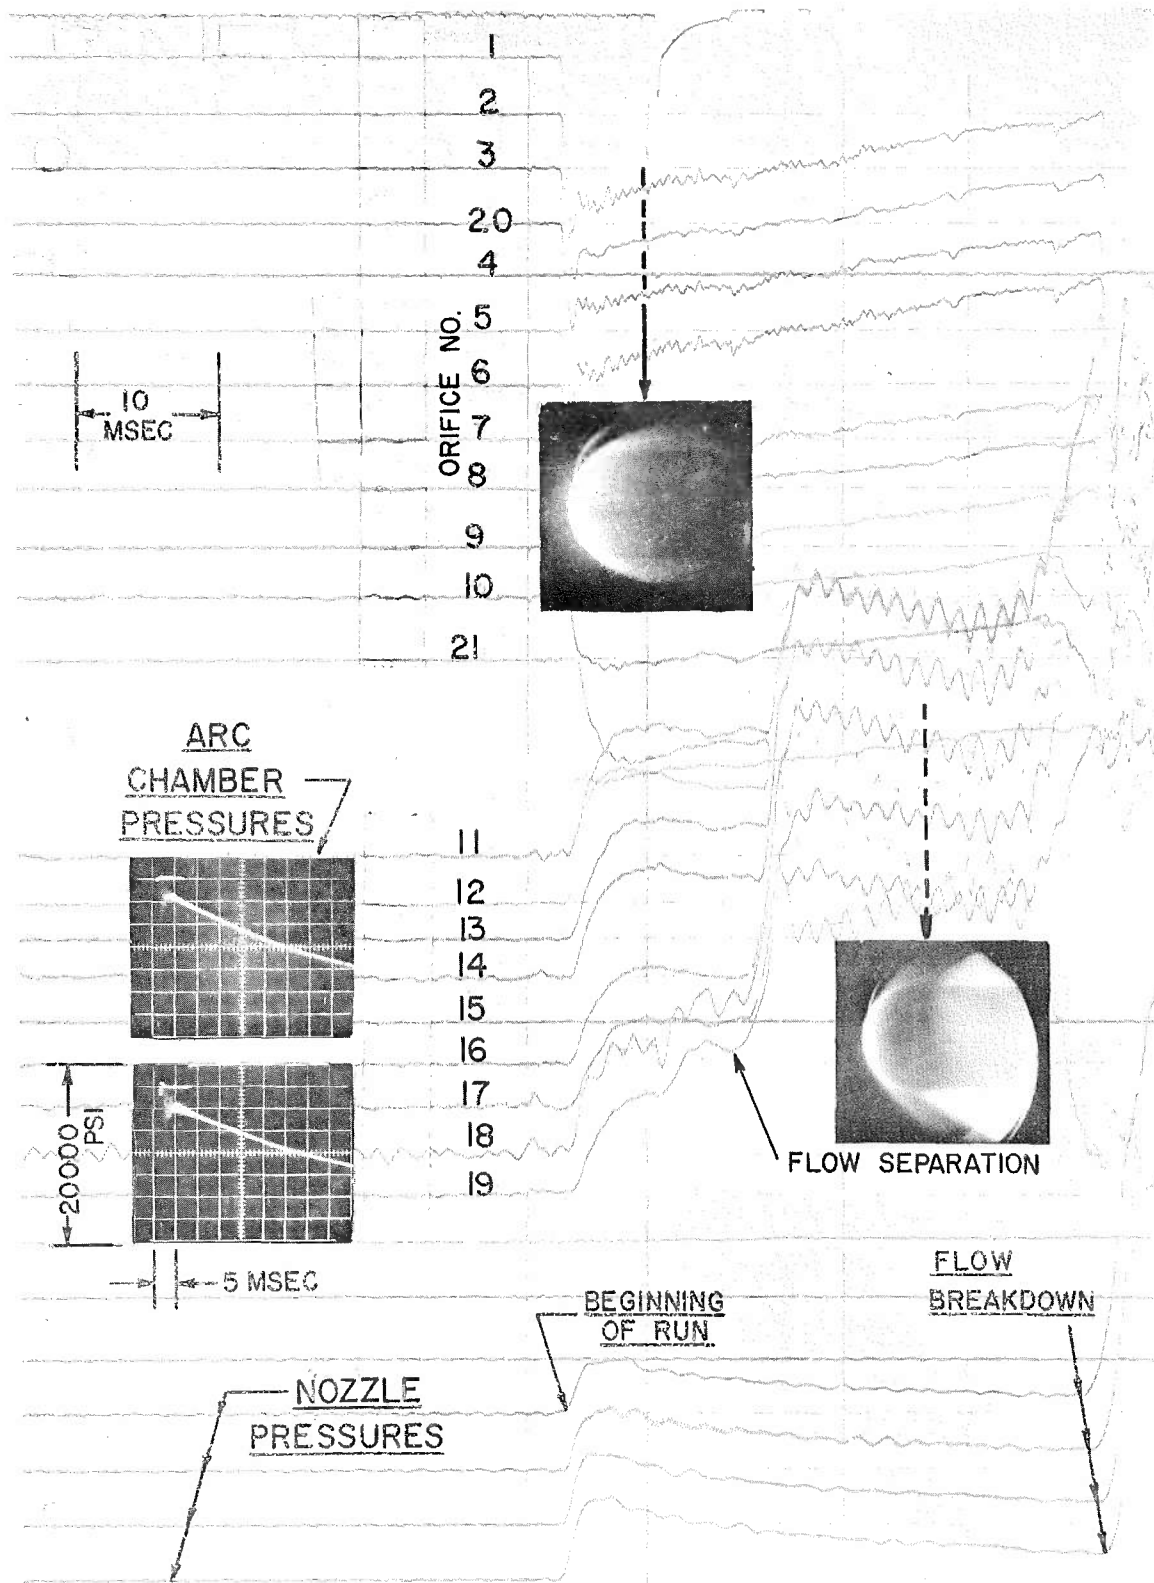 1
2
3
20
4
5
6
7
8
9
10
21
ORIFICE NO.
10
MSEC
ARC
CHAMBER
PRESSURES
11
12
13
14
15
16
17
18
19
20000
PSI
5 MSEC
FLOW SEPARATION
BEGINNING
OF RUN
FLOW
BREAKDOWN
NOZZLE
PRESSURES